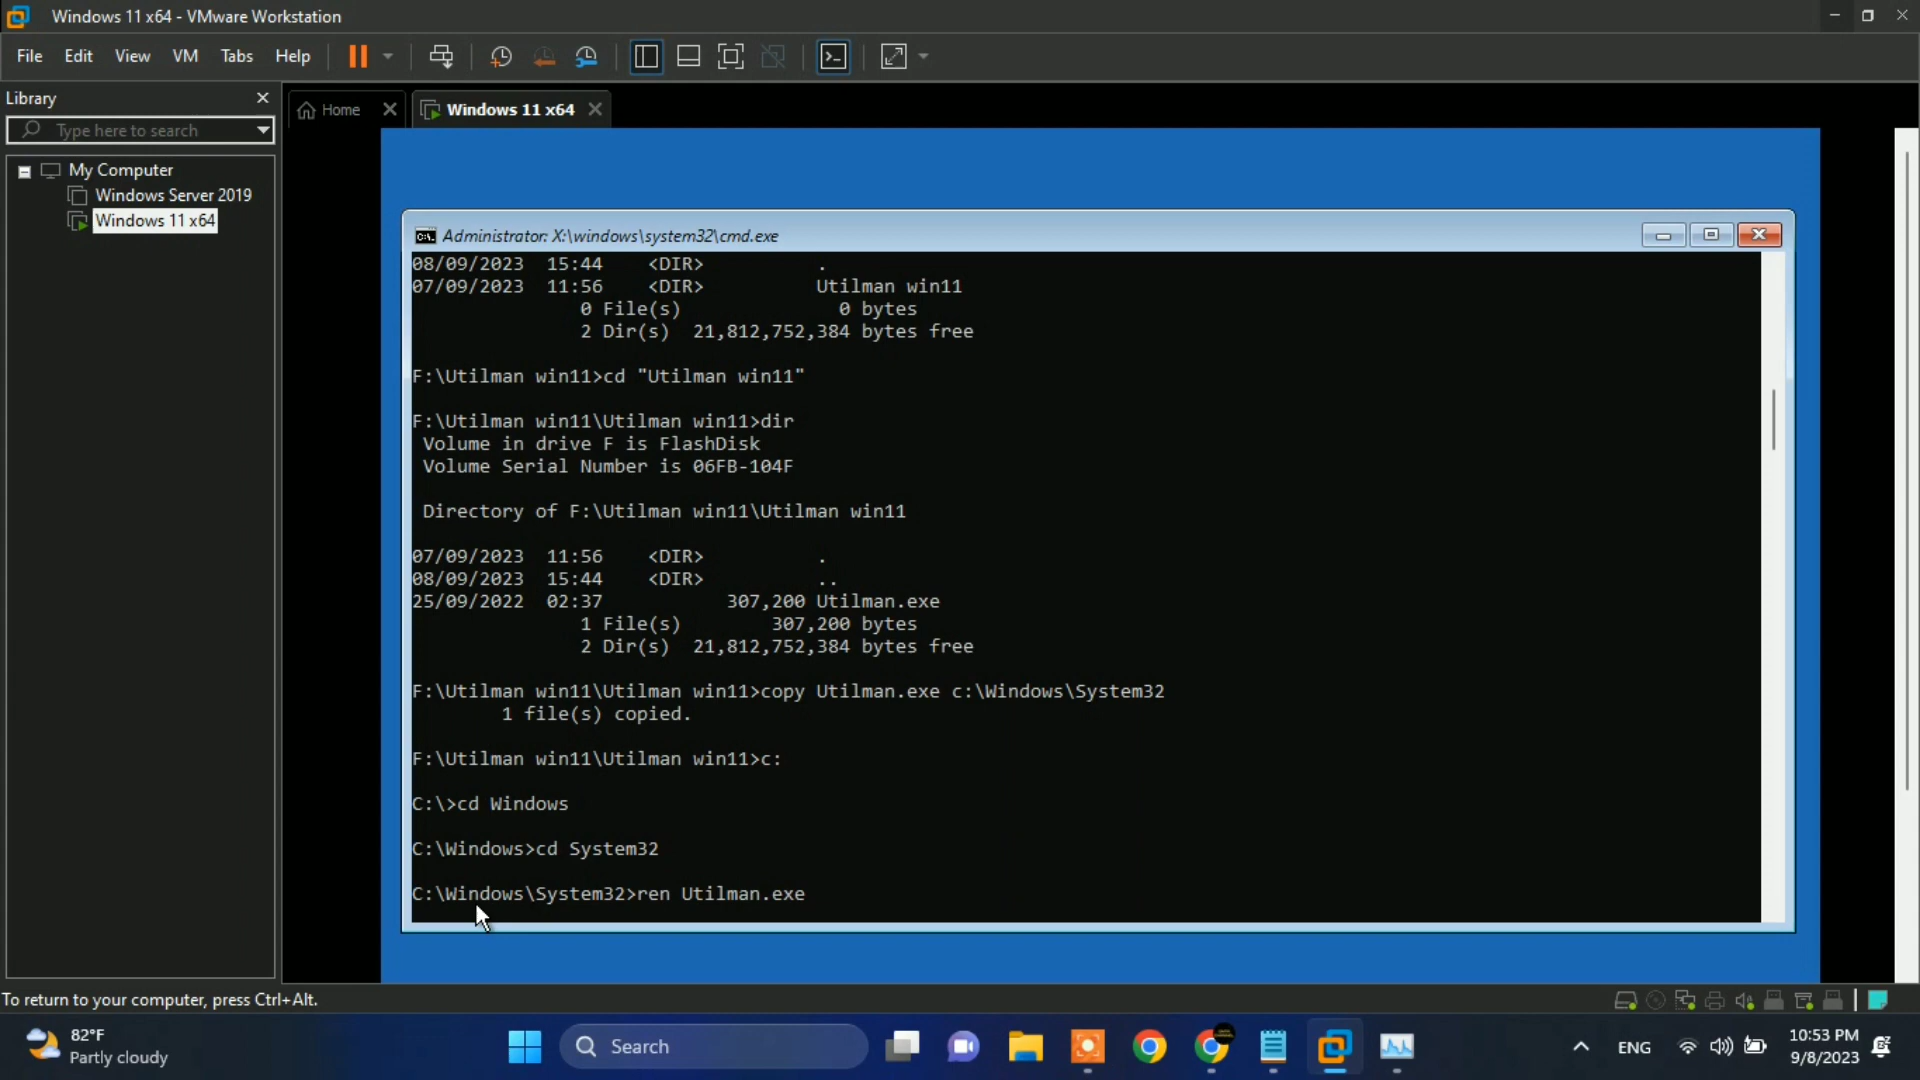 Windows 11 x64 - VMware Workstation
File Edit View VM Tabs Help
Library
Type here to search
My Computer
Windows Server 2019
Windows 11 x64
Home
Windows 11 x64
Administrator: X:\windows\system32\cmd.exe
08/09/2023  15:44    <DIR>          .
07/09/2023  11:56    <DIR>          Utilman win11
0 File(s)              0 bytes
2 Dir(s)  21,812,752,384 bytes free
F:\Utilman win11>cd "Utilman win11"
F:\Utilman win11\Utilman win11>dir
Volume in drive F is FlashDisk
Volume Serial Number is 06FB-104F
Directory of F:\Utilman win11\Utilman win11
07/09/2023  11:56    <DIR>          .
08/09/2023  15:44    <DIR>          ..
25/09/2022  02:37           307,200 Utilman.exe
1 File(s)        307,200 bytes
2 Dir(s)  21,812,752,384 bytes free
F:\Utilman win11\Utilman win11>copy Utilman.exe c:\Windows\System32
1 file(s) copied.
F:\Utilman win11\Utilman win11>c:
C:\>cd Windows
C:\Windows>cd System32
C:\Windows\System32>ren Utilman.exe
To return to your computer, press Ctrl+Alt.
82°F
Partly cloudy
Search
ENG
10:53 PM
9/8/2023